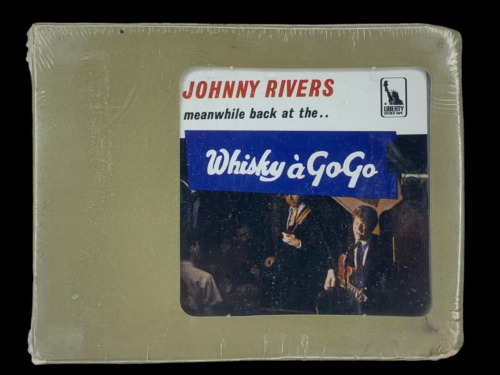 JOHNNY RIVERS
meanwhile back at the..
LIBERTY
Whisky à GoGo